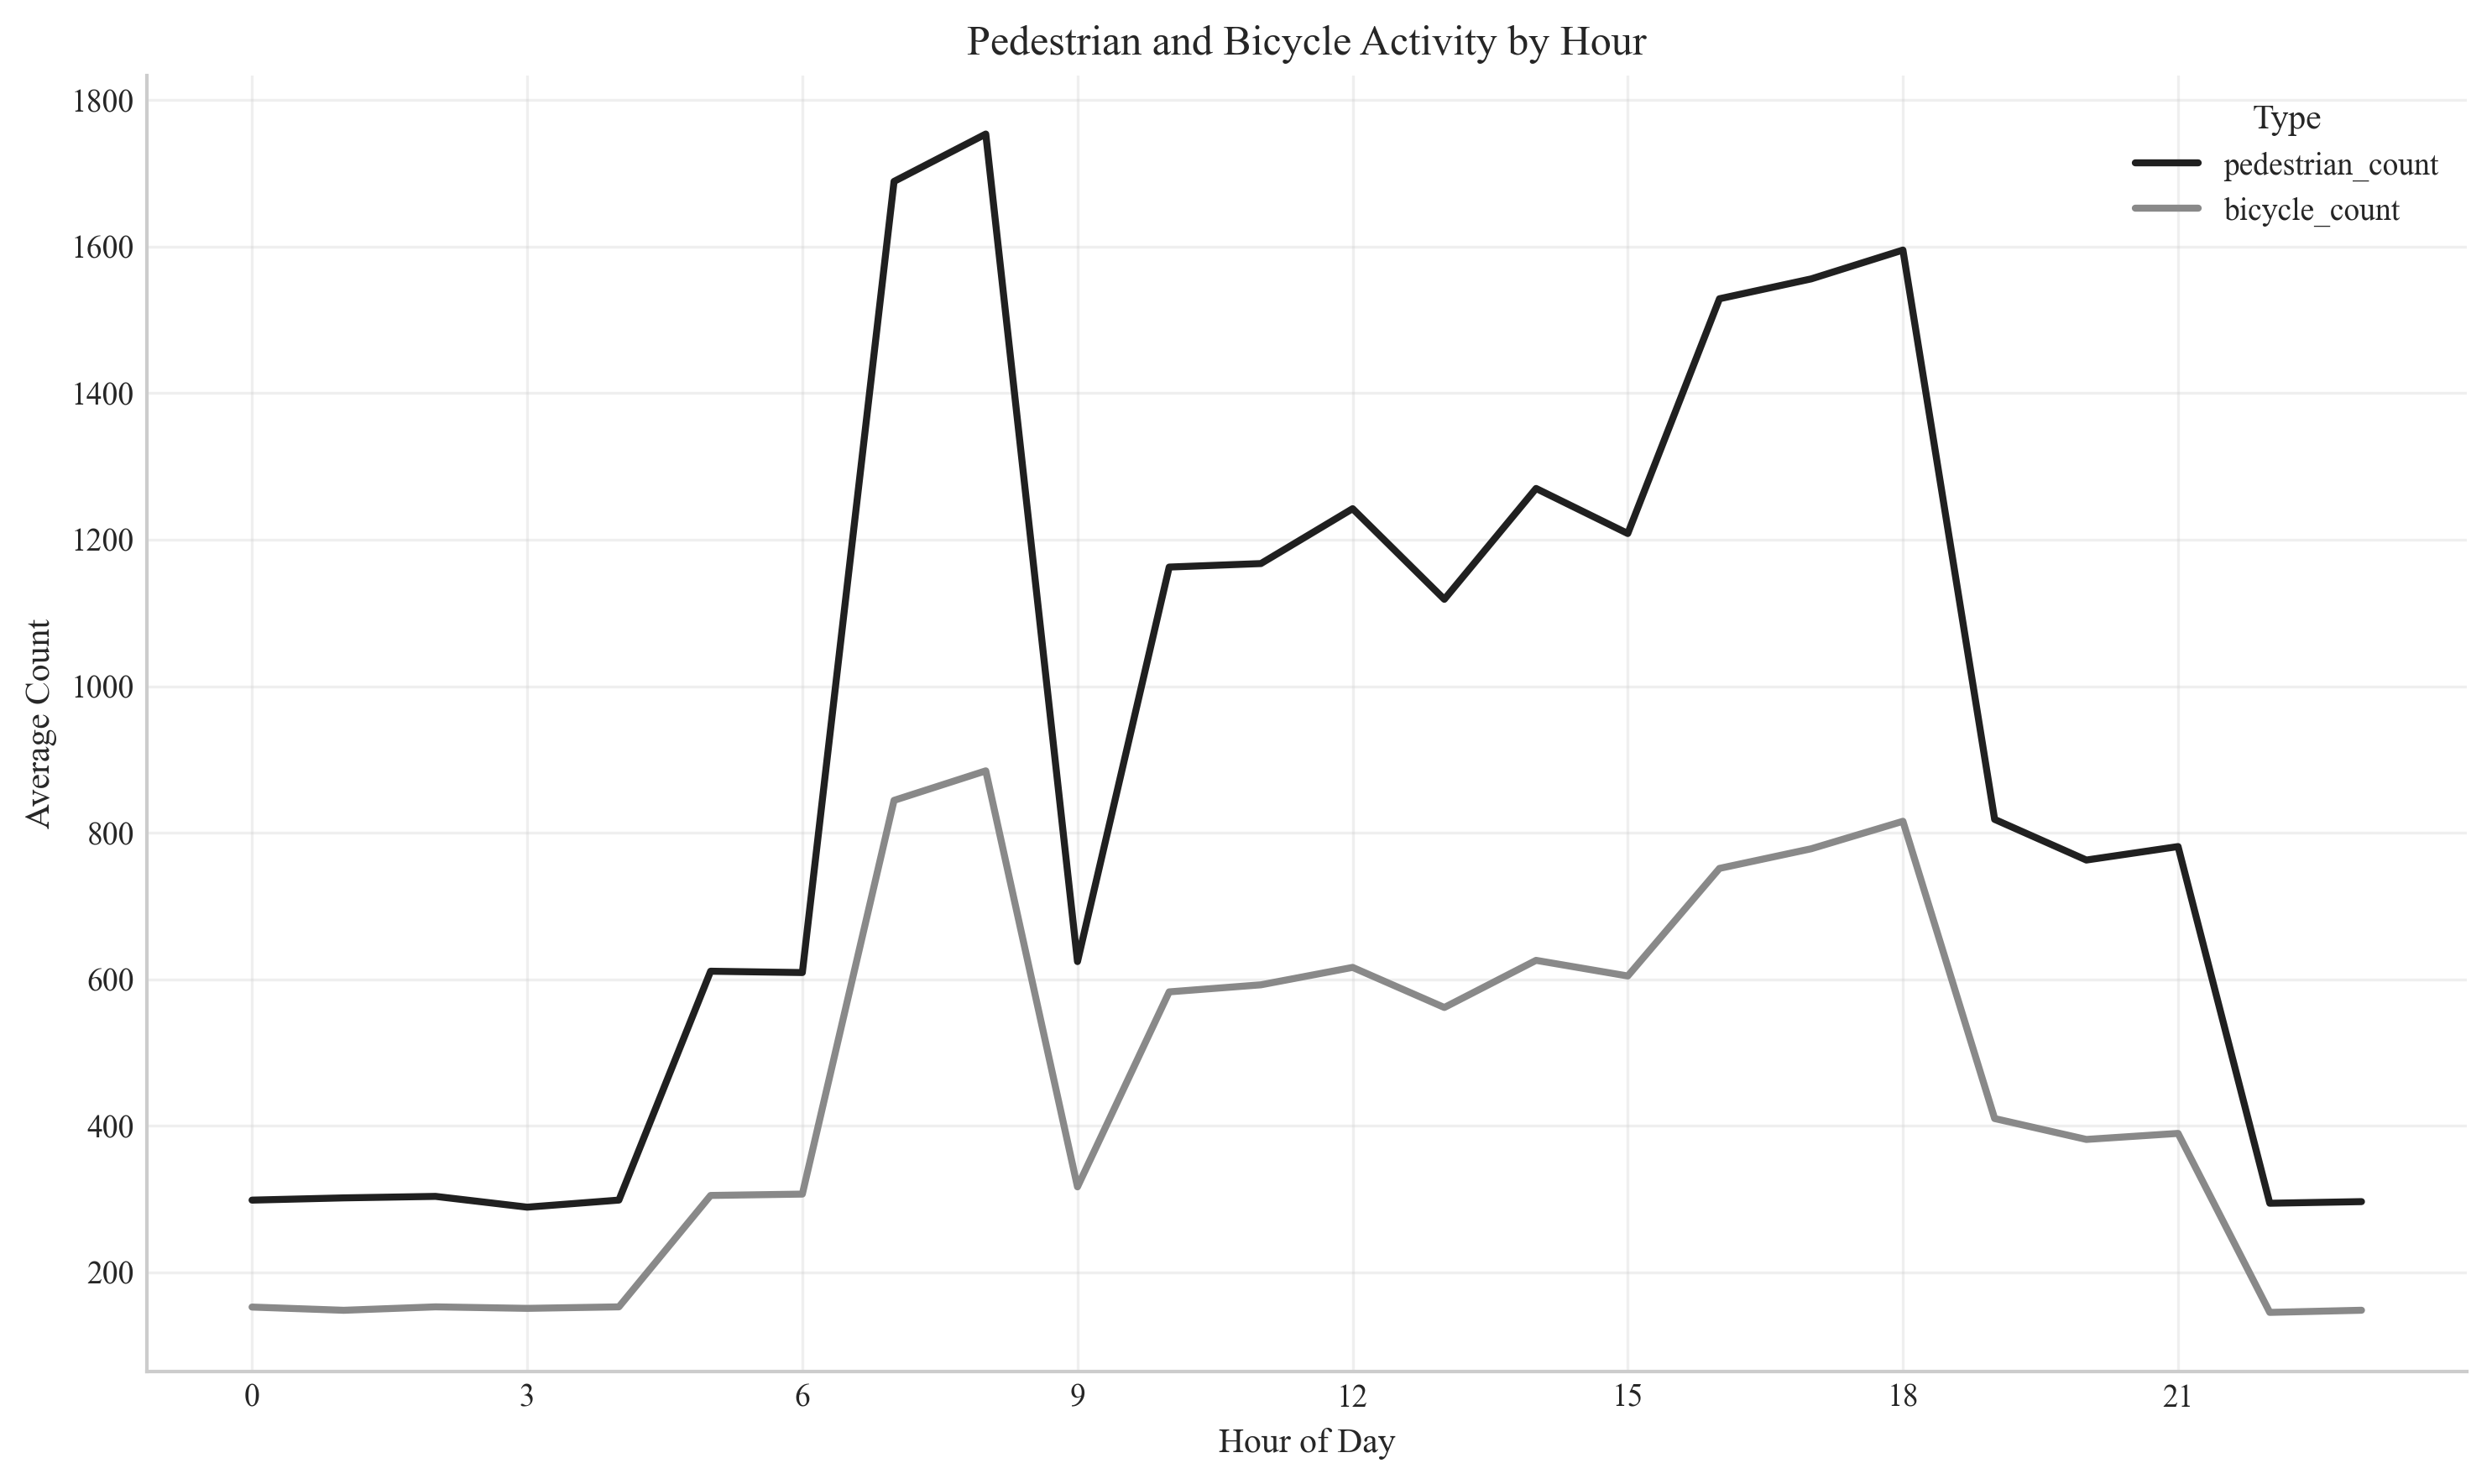 Pedestrian and Bicycle Activity by Hour
Type
pedestrian_count
bicycle_count
1800
1600
1400
1200
1000
800
600
400
200
Average Count
0 3 6 9 12 15 18 21
Hour of Day